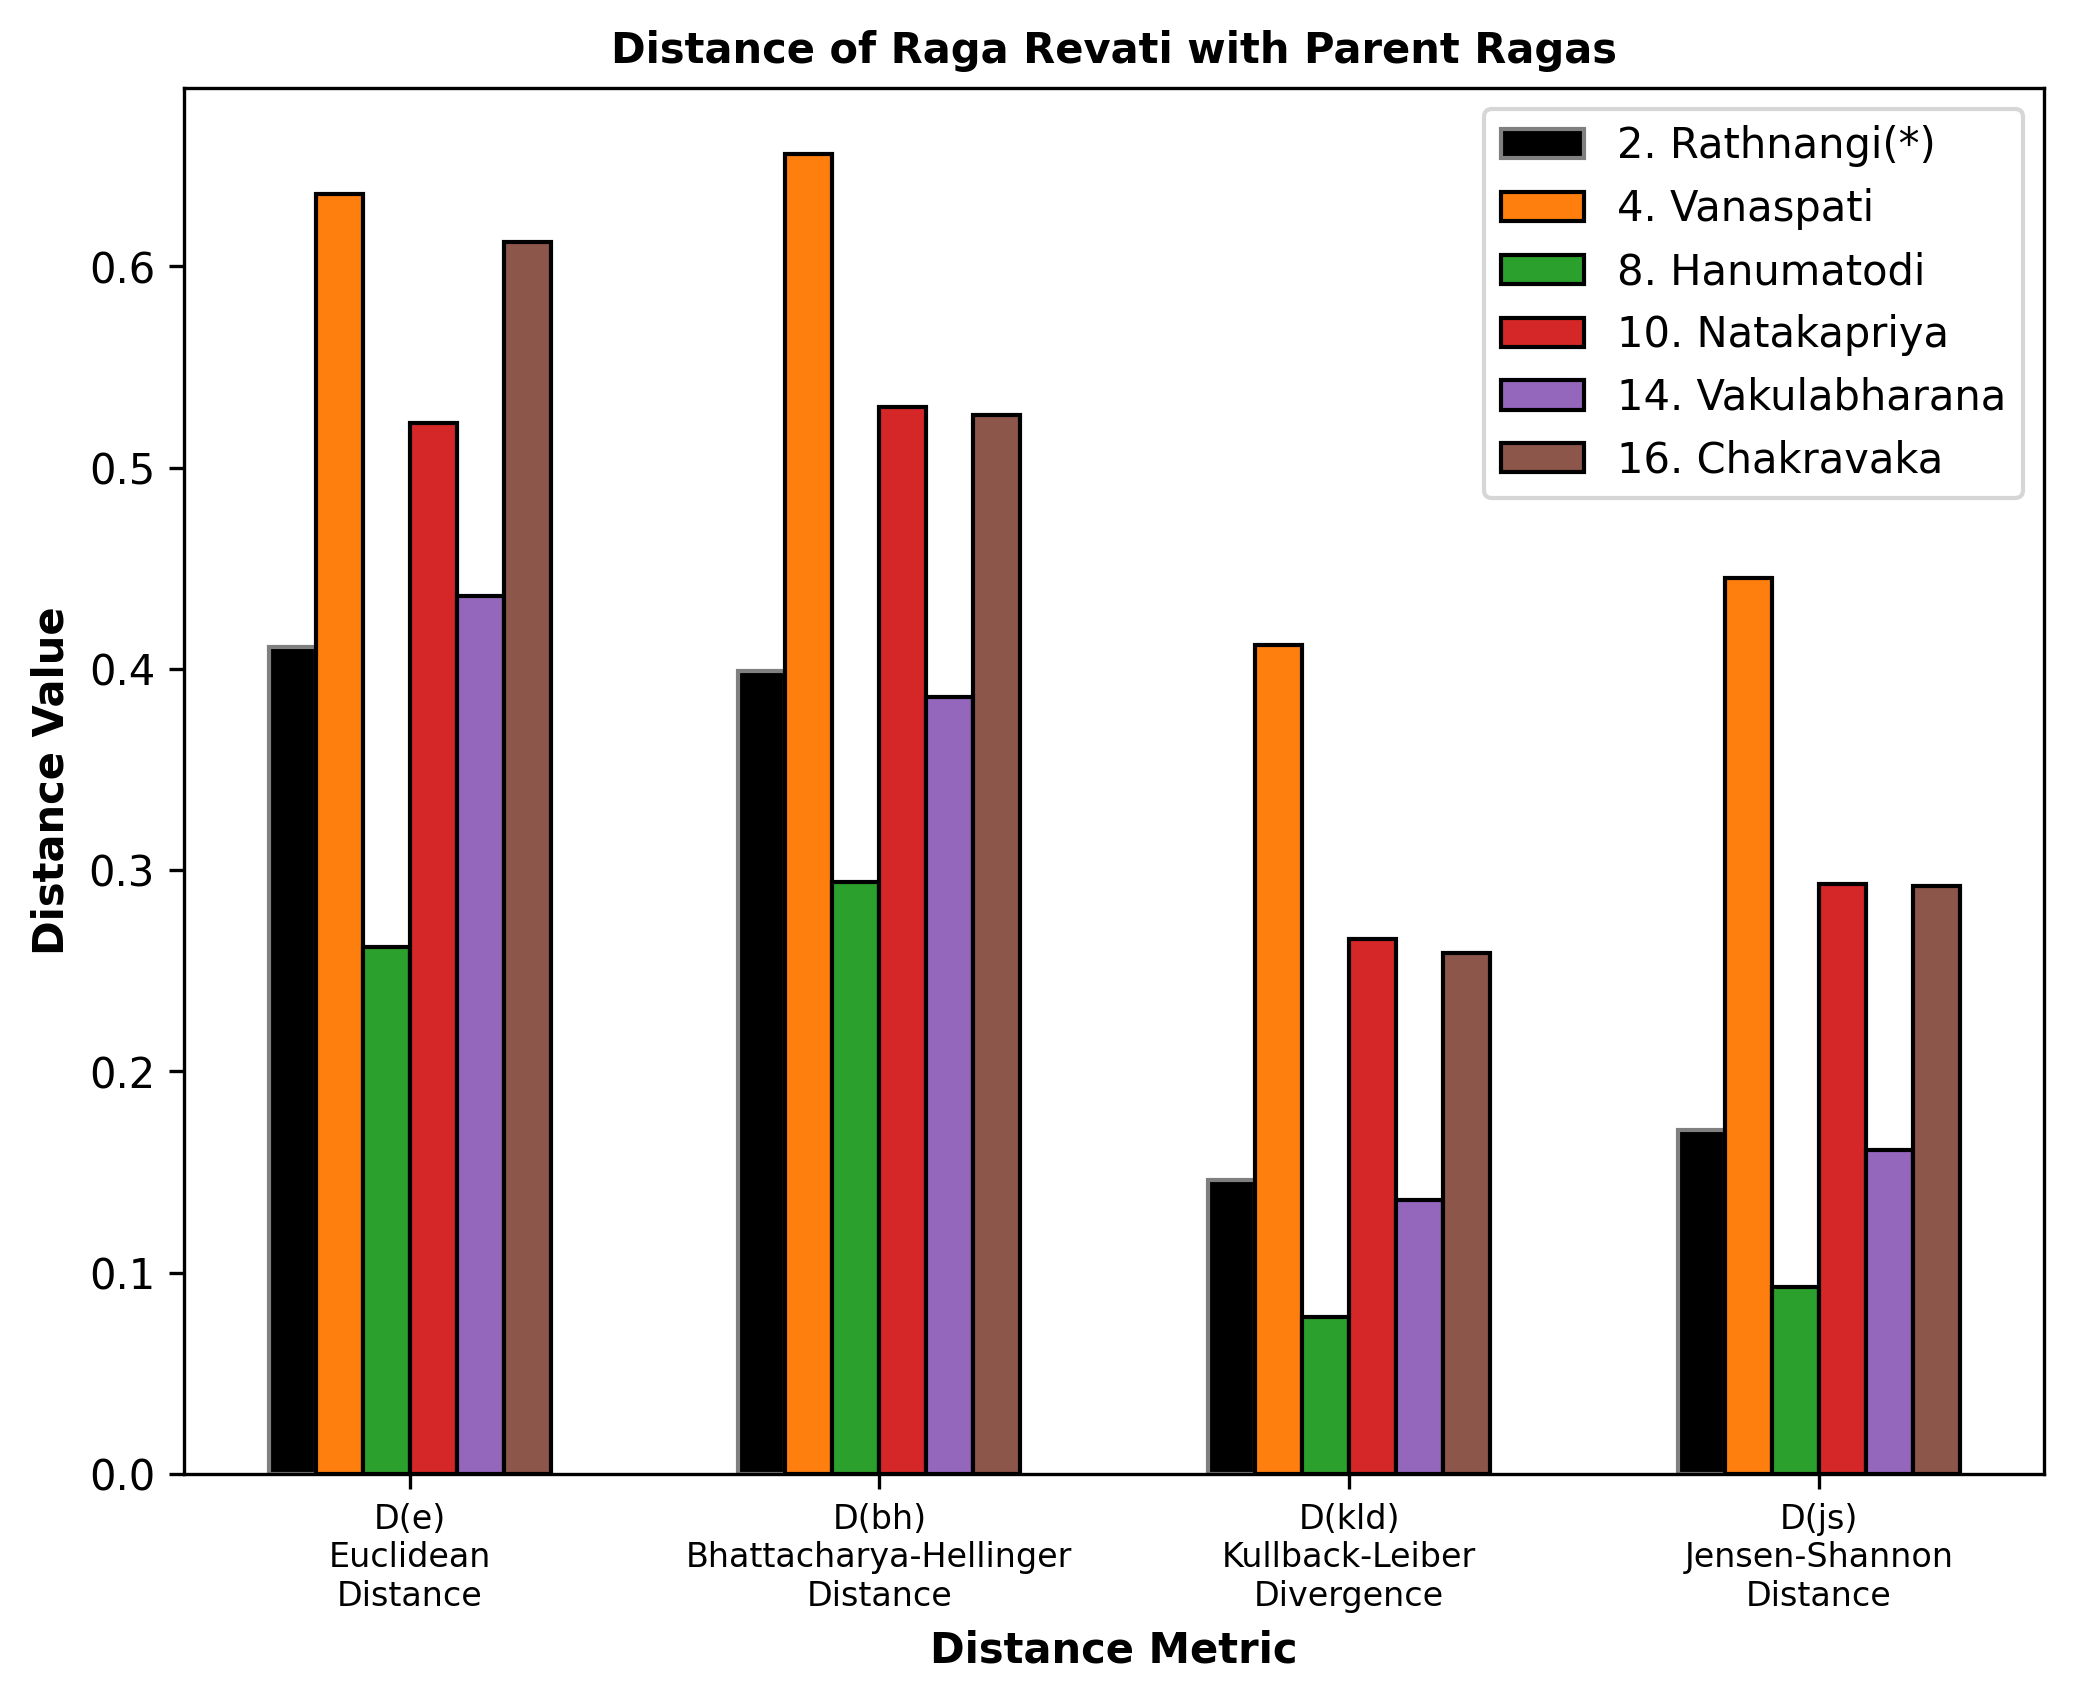 Distance of Raga Revati with Parent Ragas
2. Rathnangi(*)
4. Vanaspati
8. Hanumatodi
10. Natakapriya
14. Vakulabharana
16. Chakravaka
Distance Value
0.6
0.5
0.4
0.3
0.2
0.1
0.0
D(e)
Euclidean
Distance
D(bh)
Bhattacharya-Hellinger
Distance
D(kld)
Kullback-Leiber
Divergence
D(js)
Jensen-Shannon
Distance
Distance Metric